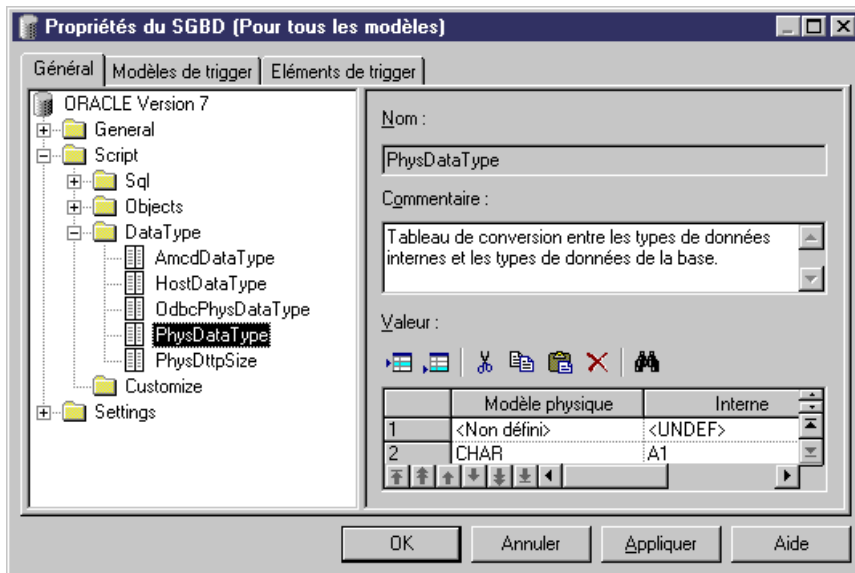 Propriétés du SGBD (Pour tous les modèles)
Général
Modèles de trigger
Eléments de trigger
ORACLE Version 7
General
Script
Sql
Objects
DataType
AmcdDataType
HostDataType
OdbcPhysDataType
PhysDataType
PhysDttpSize
Customize
Settings
Nom :
PhysDataType
Commentaire :
Tableau de conversion entre les types de données
internes et les types de données de la base.
Valeur :
Modèle physique Interne
1 <Non défini> <UNDEF>
2 CHAR A1
OK
Annuler
Appliquer
Aide